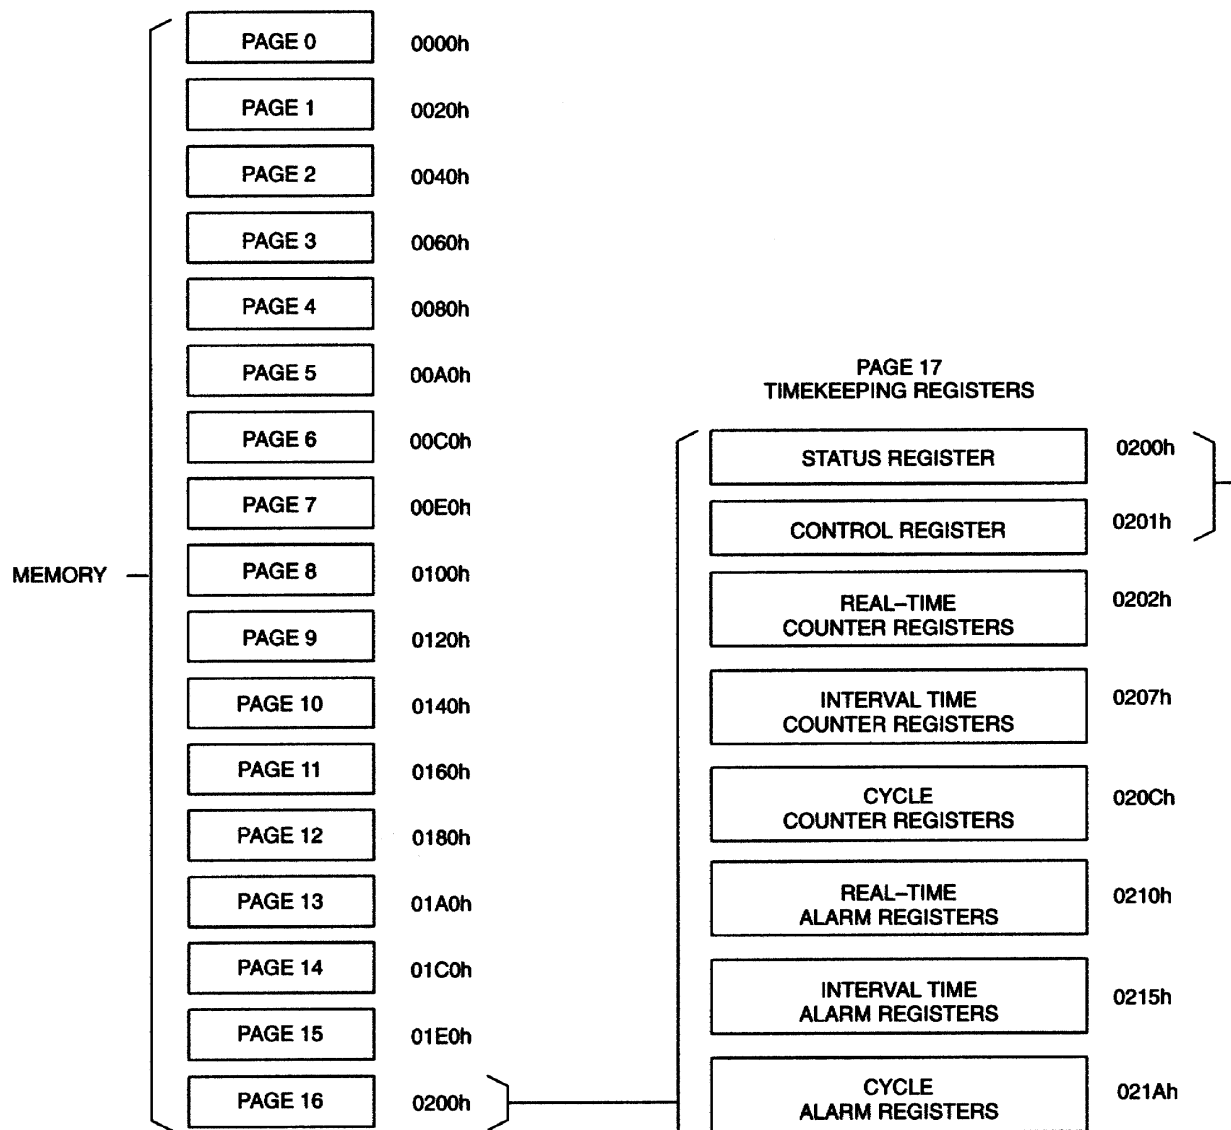 PAGE 0 0000h
PAGE 1 0020h
PAGE 2 0040h
PAGE 3 0060h
PAGE 4 0080h
PAGE 5 00A0h
PAGE 6 00C0h
PAGE 7 00E0h
MEMORY
PAGE 8 0100h
PAGE 9 0120h
PAGE 10 0140h
PAGE 11 0160h
PAGE 12 0180h
PAGE 13 01A0h
PAGE 14 01C0h
PAGE 15 01E0h
PAGE 16 0200h
PAGE 17
TIMEKEEPING REGISTERS
STATUS REGISTER 0200h
CONTROL REGISTER 0201h
REAL–TIME 0202h
COUNTER REGISTERS
INTERVAL TIME 0207h
COUNTER REGISTERS
CYCLE 020Ch
COUNTER REGISTERS
REAL–TIME 0210h
ALARM REGISTERS
INTERVAL TIME 0215h
ALARM REGISTERS
CYCLE 021Ah
ALARM REGISTERS